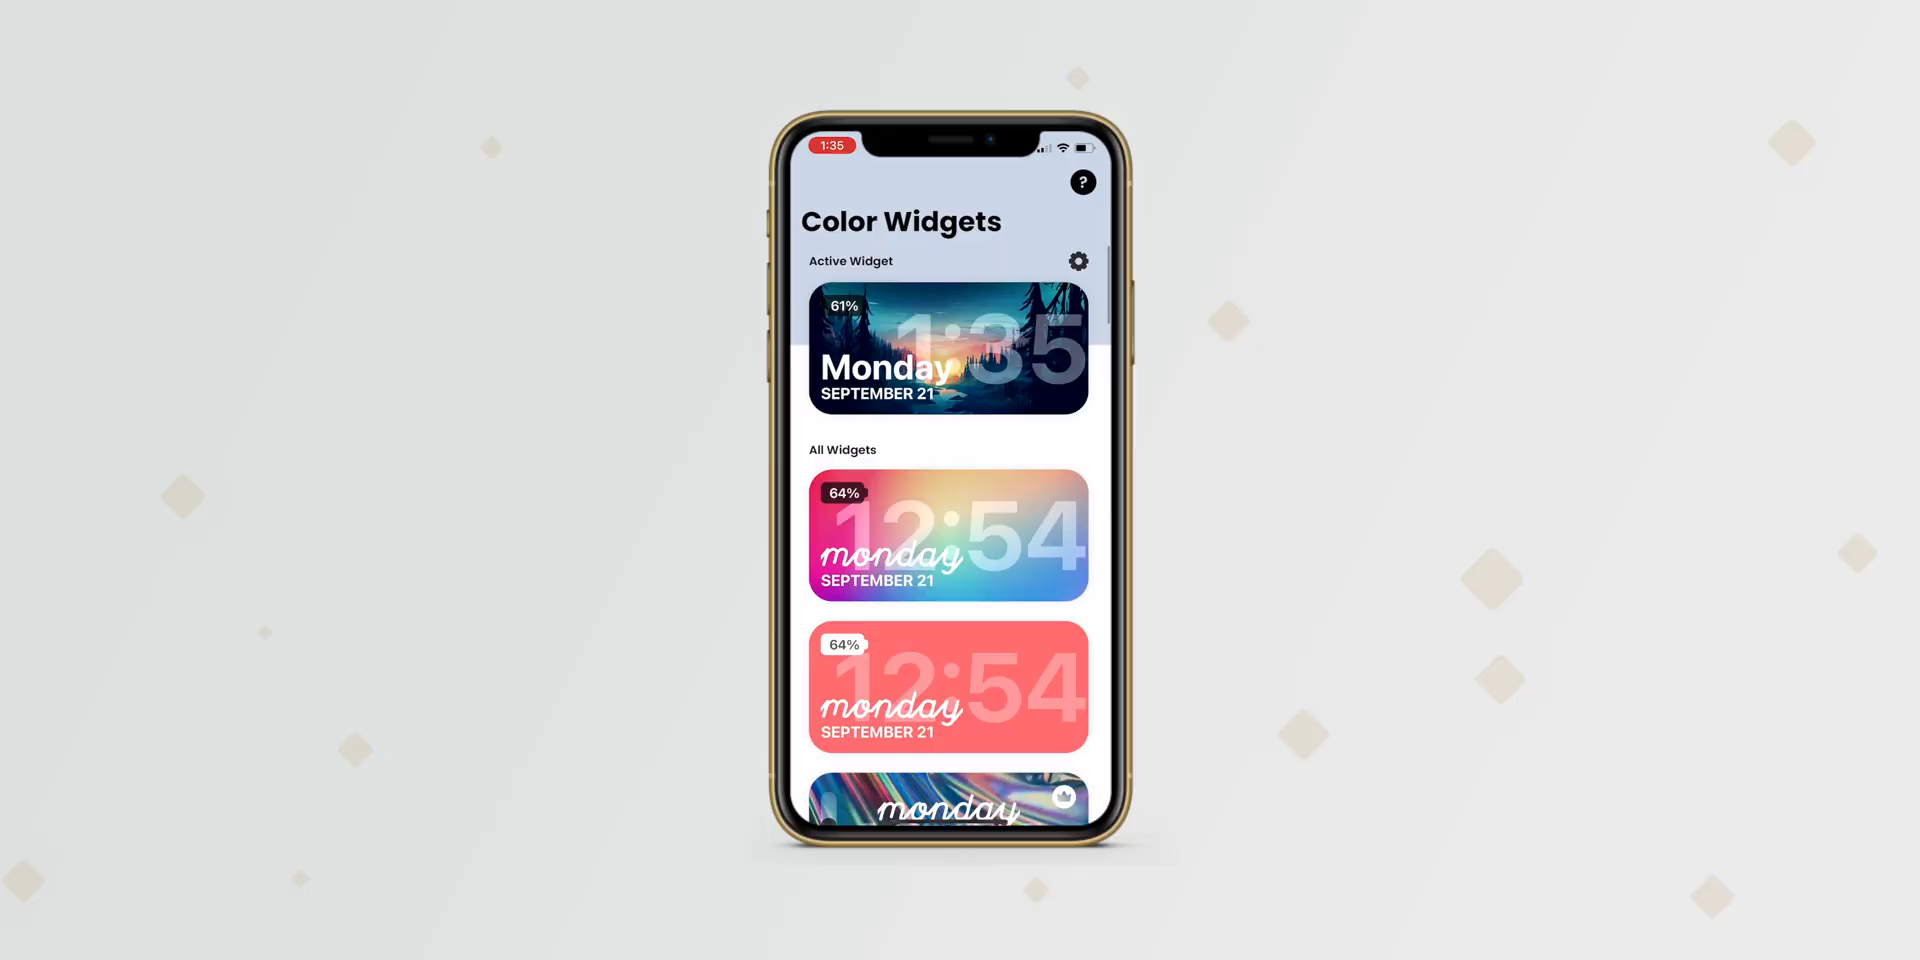 1:35
?
Color Widgets
Active Widget
61%
1:35
Monday
SEPTEMBER 21
All Widgets
64%
12:54
monday
SEPTEMBER 21
64%
12:54
monday
SEPTEMBER 21
monday